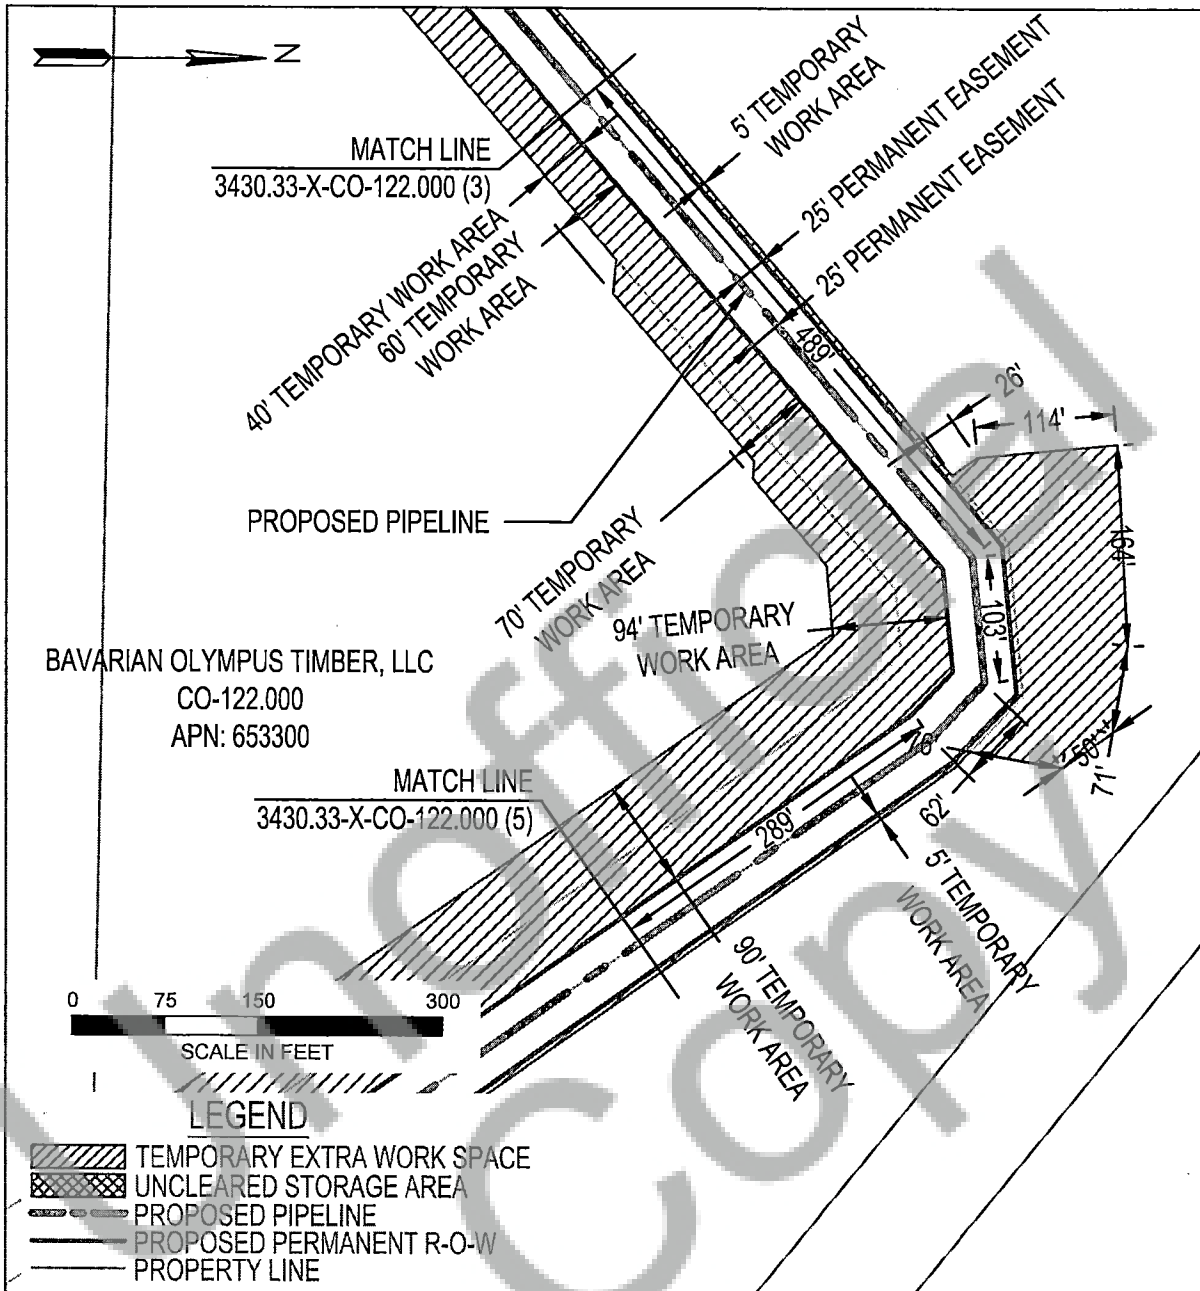 N
5' TEMPORARY
WORK AREA
25' PERMANENT EASEMENT
25' PERMANENT EASEMENT
MATCH LINE
3430.33-X-CO-122.000 (3)
40' TEMPORARY WORK AREA
60' TEMPORARY
WORK AREA
489'
26'
114'
PROPOSED PIPELINE
70' TEMPORARY
WORK AREA
164'
103'
94' TEMPORARY
WORK AREA
BAVARIAN OLYMPUS TIMBER, LLC
CO-122.000
APN: 653300
MATCH LINE
3430.33-X-CO-122.000 (5)
289'
50'
71'
62'
5' TEMPORARY
WORK AREA
90' TEMPORARY
WORK AREA
0 75 150 300
SCALE IN FEET
LEGEND
TEMPORARY EXTRA WORK SPACE
UNCLEARED STORAGE AREA
PROPOSED PIPELINE
PROPOSED PERMANENT R-O-W
PROPERTY LINE
Unofficial
Copy